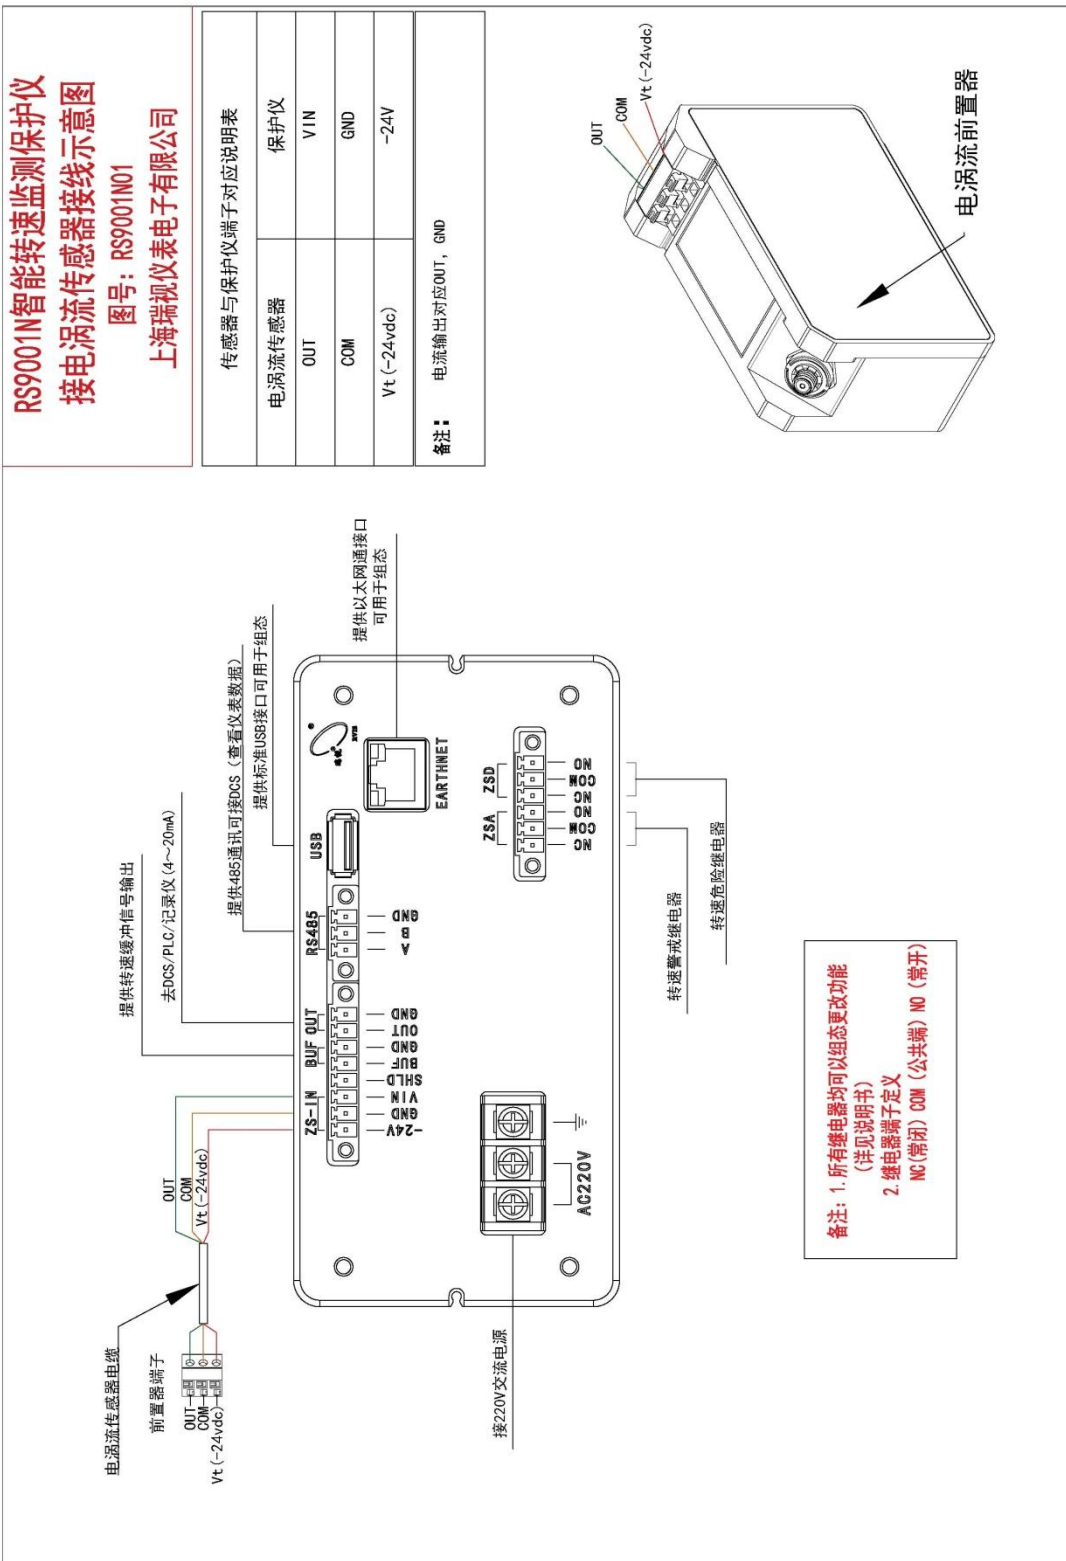 RS9001N智能转速监测保护仪
接电涡流传感器接线示意图
图号: RS9001N01
上海瑞视仪表电子有限公司
传感器与保护仪端子对应说明表
电涡流传感器 保护仪
OUT VIN
COM GND
Vt(-24vdc) -24V
备注: 电流输出对应OUT, GND
OUT
COM
Vt(-24vdc)
电涡流前置器
提供转速缓冲信号输出
去DCS/PLC/记录仪(4~20mA)
提供485通讯可接DCS (查看仪表数据)
提供标准USB接口可用于组态
提供以太网通接口
可用于组态
电涡流传感器电缆
前置器端子
OUT
COM
Vt(-24vdc)
OUT
COM
Vt(-24vdc)
ZS-IN BUF OUT RS485 USB
-24V GND VIN SHLD BUF GND OUT GND A B GND
瑞视
EARTHNET
AC220V
接220V交流电源
ZSA ZSD
NC COM NO NC COM NO
转速警戒继电器
转速危险继电器
备注: 1.所有继电器均可以组态更改功能
(详见说明书)
2.继电器端子定义
NC(常闭) COM (公共端) NO (常开)